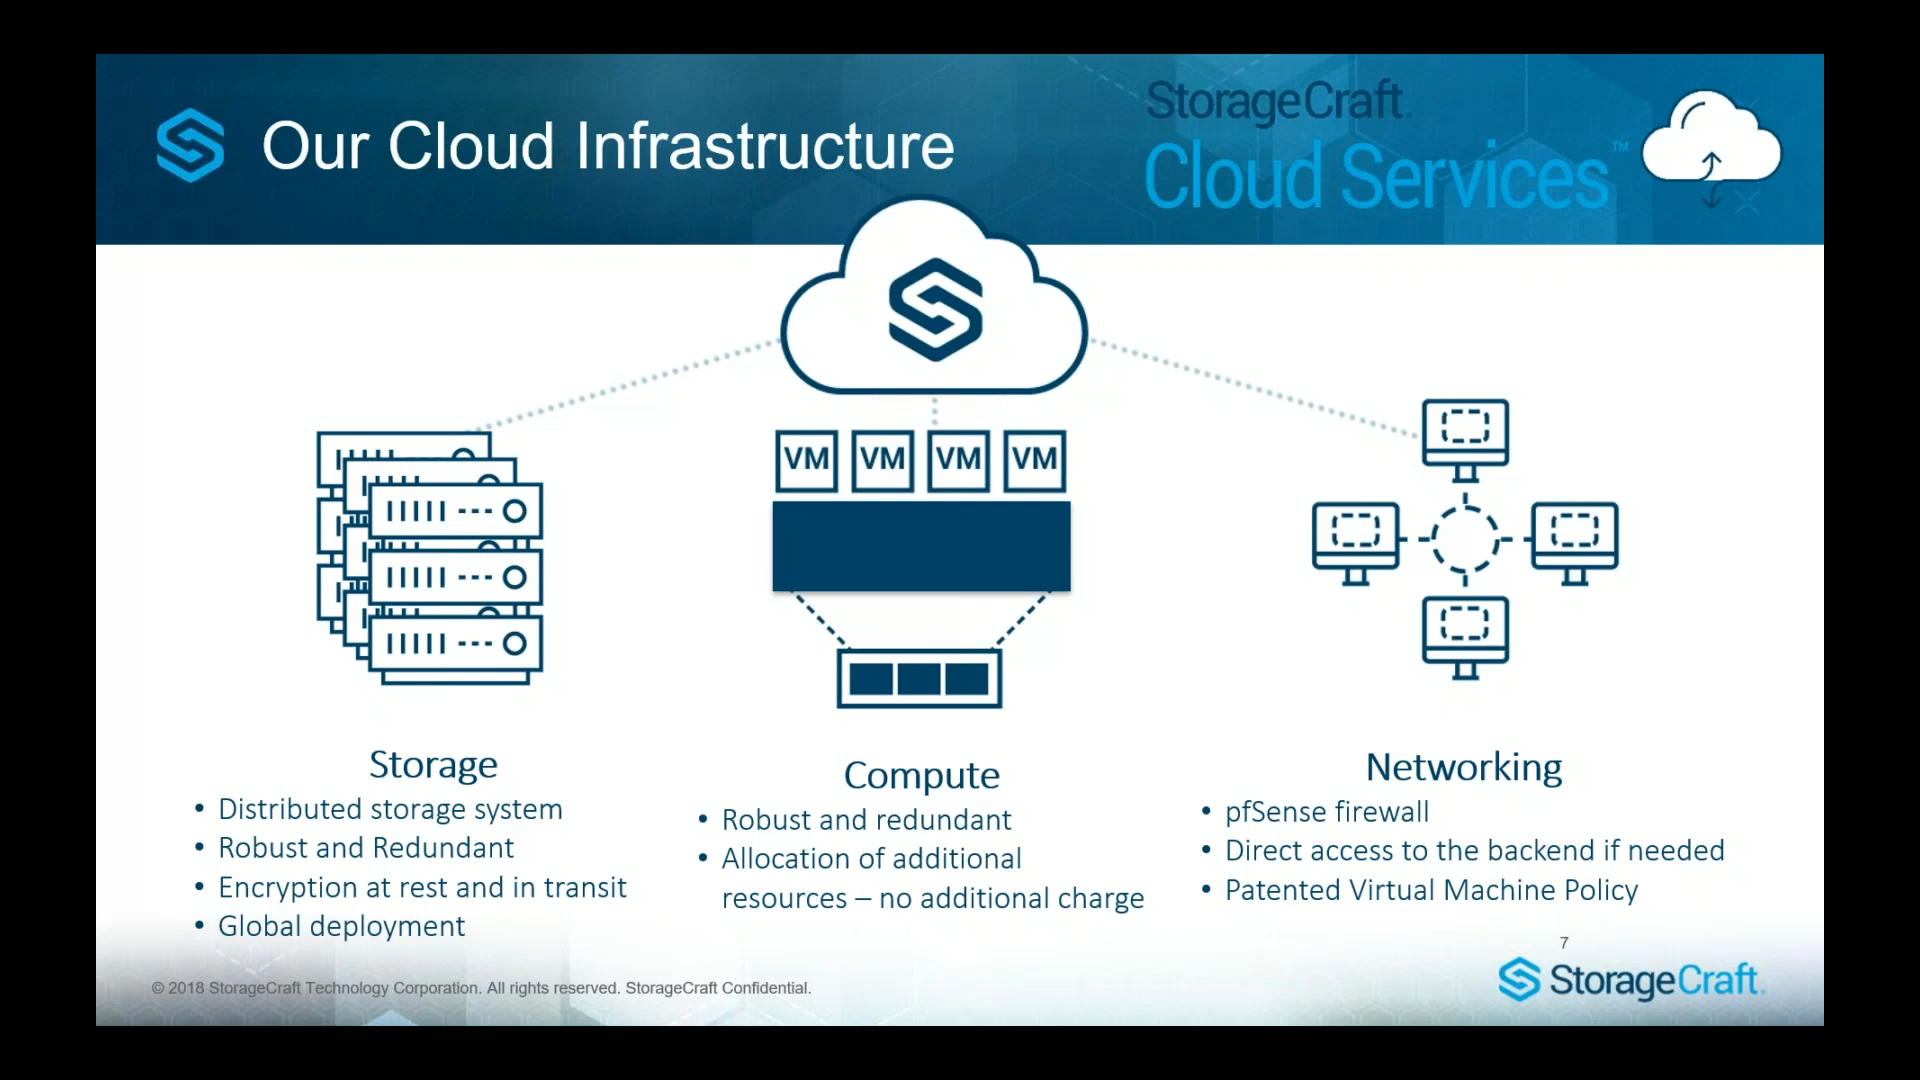 Our Cloud Infrastructure
StorageCraft
Cloud Services™
VM VM VM VM
Storage
• Distributed storage system
• Robust and Redundant
• Encryption at rest and in transit
• Global deployment
Compute
• Robust and redundant
• Allocation of additional
resources – no additional charge
Networking
• pfSense firewall
• Direct access to the backend if needed
• Patented Virtual Machine Policy
7
© 2018 StorageCraft Technology Corporation. All rights reserved. StorageCraft Confidential.
StorageCraft